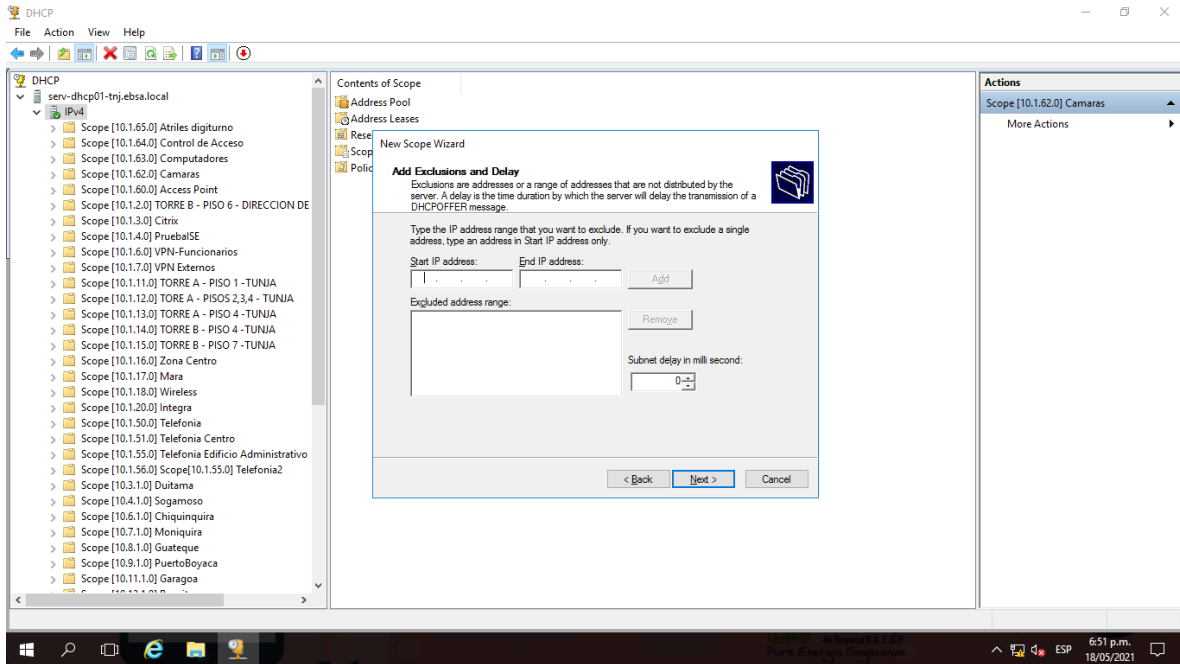 DHCP
File Action View Help
DHCP
serv-dhcp01-tnj.ebsa.local
IPv4
Scope [10.1.65.0] Atriles digiturno
Scope [10.1.64.0] Control de Acceso
Scope [10.1.63.0] Computadores
Scope [10.1.62.0] Camaras
Scope [10.1.60.0] Access Point
Scope [10.1.2.0] TORRE B - PISO 6 - DIRECCION DE
Scope [10.1.3.0] Citrix
Scope [10.1.4.0] PruebaISE
Scope [10.1.6.0] VPN-Funcionarios
Scope [10.1.7.0] VPN Externos
Scope [10.1.11.0] TORRE A - PISO 1 -TUNJA
Scope [10.1.12.0] TORE A - PISOS 2,3,4 - TUNJA
Scope [10.1.13.0] TORRE A - PISO 4 -TUNJA
Scope [10.1.14.0] TORRE B - PISO 4 -TUNJA
Scope [10.1.15.0] TORRE B - PISO 7 -TUNJA
Scope [10.1.16.0] Zona Centro
Scope [10.1.17.0] Mara
Scope [10.1.18.0] Wireless
Scope [10.1.20.0] Integra
Scope [10.1.50.0] Telefonia
Scope [10.1.51.0] Telefonia Centro
Scope [10.1.55.0] Telefonia Edificio Administrativo
Scope [10.1.56.0] Scope[10.1.55.0] Telefonia2
Scope [10.3.1.0] Duitama
Scope [10.4.1.0] Sogamoso
Scope [10.6.1.0] Chiquinquira
Scope [10.7.1.0] Moniquira
Scope [10.8.1.0] Guateque
Scope [10.9.1.0] PuertoBoyaca
Scope [10.11.1.0] Garagoa
Contents of Scope
Address Pool
Address Leases
Rese
Scop
Polic
New Scope Wizard
Add Exclusions and Delay
Exclusions are addresses or a range of addresses that are not distributed by the
server. A delay is the time duration by which the server will delay the transmission of a
DHCPOFFER message.
Type the IP address range that you want to exclude. If you want to exclude a single
address, type an address in Start IP address only.
Start IP address: End IP address:
Add
Excluded address range:
Remove
Subnet delay in milli second:
0
< Back Next > Cancel
Actions
Scope [10.1.62.0] Camaras
More Actions
ESP
6:51 p.m.
18/05/2021